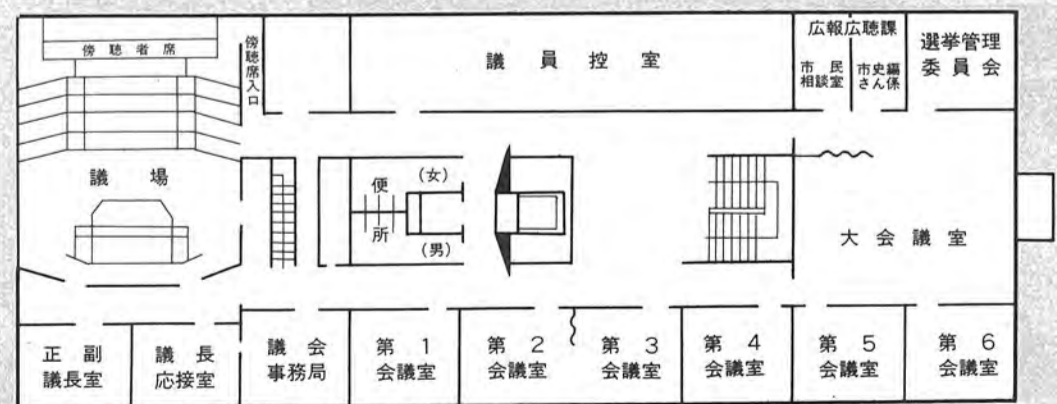 傍聴者席
傍聴席入口
議員控室
広報広聴課
市民
相談室
市史編
さん係
選挙管理
委員会
議場
便所
(女)
(男)
大会議室
正副
議長室
議長
応接室
議会
事務局
第1
会議室
第2
会議室
第3
会議室
第4
会議室
第5
会議室
第6
会議室